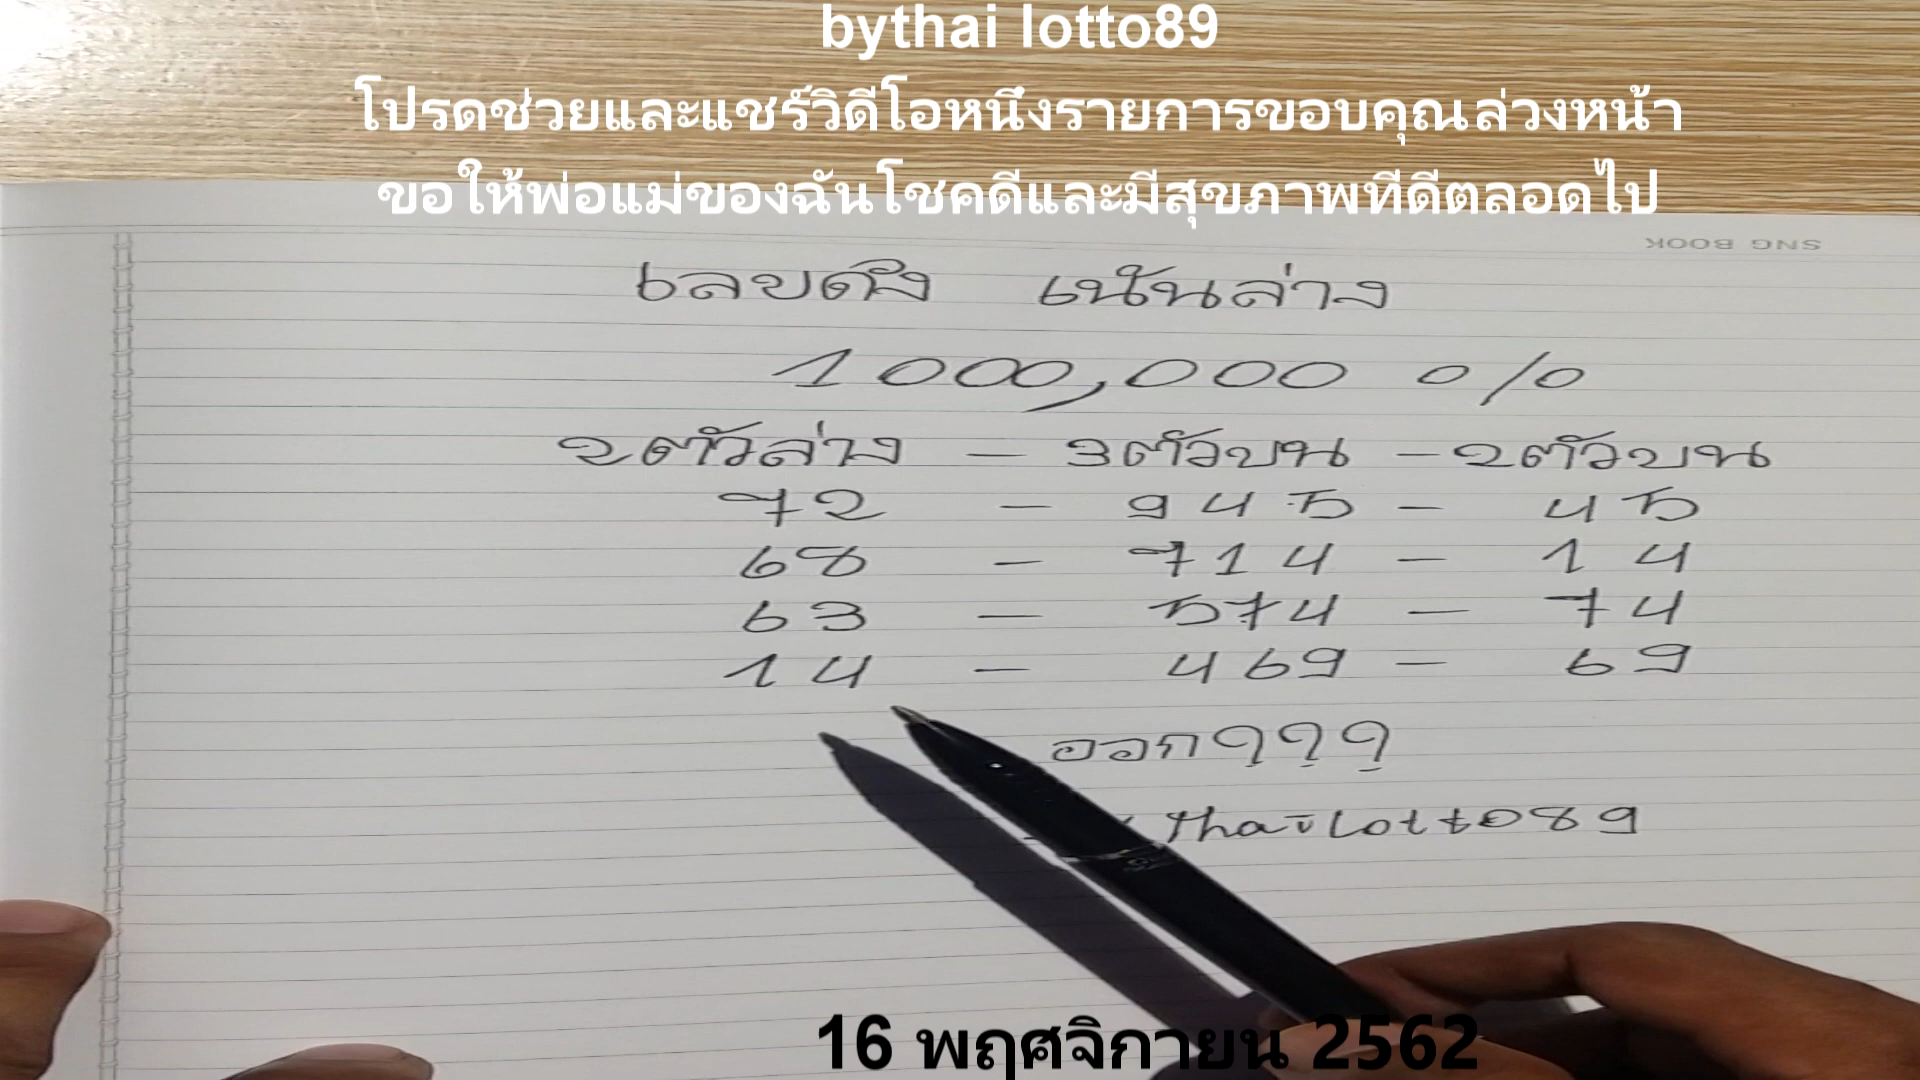 bythai lotto89
โปรดช่วยและแชร์วิดีโอหนึ่งรายการขอบคุณล่วงหน้า
ขอให้พ่อแม่ของฉันโชคดีและมีสุขภาพที่ดีตลอดไป
SNG BOOK
เลขดัง เน้นล่าง
1000,000 %
2ตัวล่าง - 3ตัวบน - 2ตัวบน
72 - 945 - 45
68 - 714 - 14
63 - 574 - 74
14 - 469 - 69
ออกๆๆๆ
thailotto89
16 พฤศจิกายน 2562